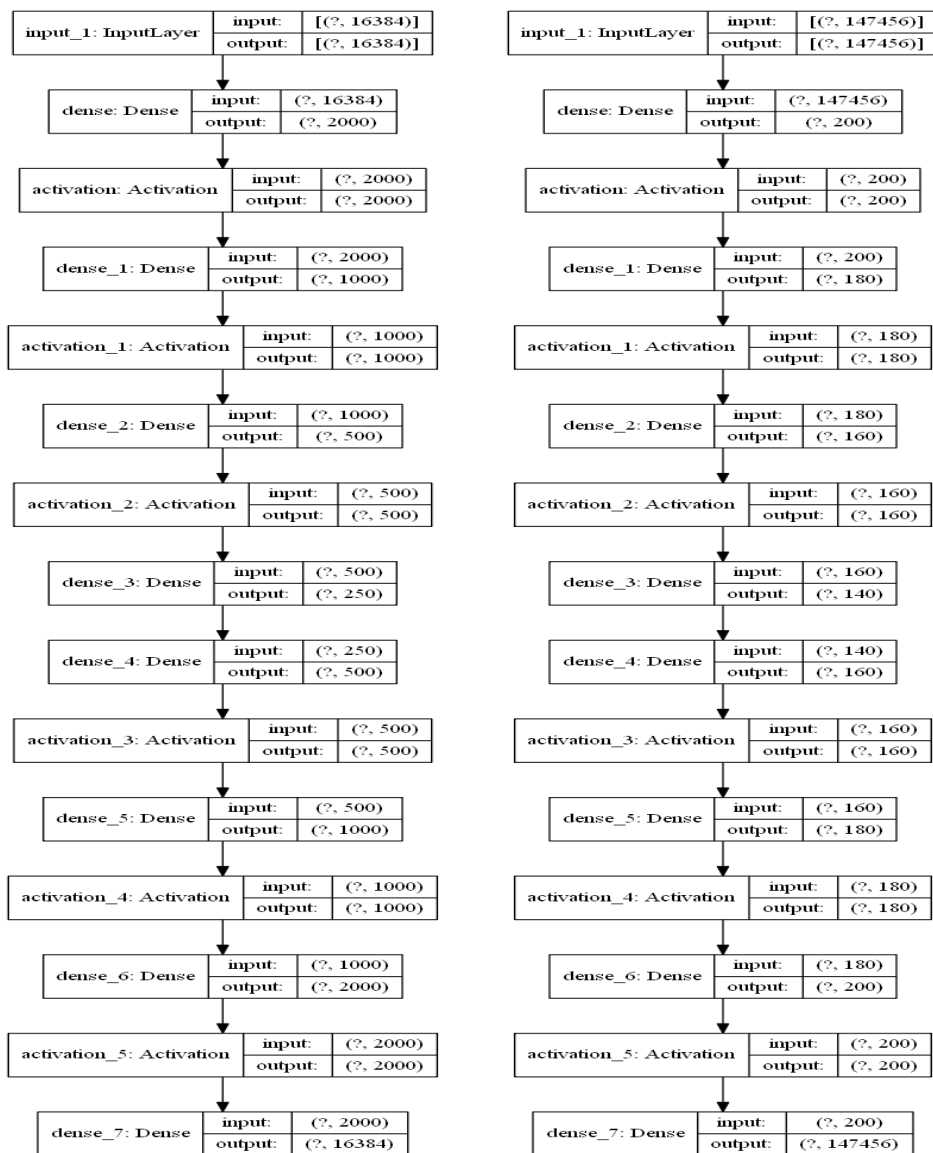 input_1: InputLayer
input: [(?, 16384)]
output: [(?, 16384)]
dense: Dense
input: (?, 16384)
output: (?, 2000)
activation: Activation
input: (?, 2000)
output: (?, 2000)
dense_1: Dense
input: (?, 2000)
output: (?, 1000)
activation_1: Activation
input: (?, 1000)
output: (?, 1000)
dense_2: Dense
input: (?, 1000)
output: (?, 500)
activation_2: Activation
input: (?, 500)
output: (?, 500)
dense_3: Dense
input: (?, 500)
output: (?, 250)
dense_4: Dense
input: (?, 250)
output: (?, 500)
activation_3: Activation
input: (?, 500)
output: (?, 500)
dense_5: Dense
input: (?, 500)
output: (?, 1000)
activation_4: Activation
input: (?, 1000)
output: (?, 1000)
dense_6: Dense
input: (?, 1000)
output: (?, 2000)
activation_5: Activation
input: (?, 2000)
output: (?, 2000)
dense_7: Dense
input: (?, 2000)
output: (?, 16384)
input_1: InputLayer
input: [(?, 147456)]
output: [(?, 147456)]
dense: Dense
input: (?, 147456)
output: (?, 200)
activation: Activation
input: (?, 200)
output: (?, 200)
dense_1: Dense
input: (?, 200)
output: (?, 180)
activation_1: Activation
input: (?, 180)
output: (?, 180)
dense_2: Dense
input: (?, 180)
output: (?, 160)
activation_2: Activation
input: (?, 160)
output: (?, 160)
dense_3: Dense
input: (?, 160)
output: (?, 140)
dense_4: Dense
input: (?, 140)
output: (?, 160)
activation_3: Activation
input: (?, 160)
output: (?, 160)
dense_5: Dense
input: (?, 160)
output: (?, 180)
activation_4: Activation
input: (?, 180)
output: (?, 180)
dense_6: Dense
input: (?, 180)
output: (?, 200)
activation_5: Activation
input: (?, 200)
output: (?, 200)
dense_7: Dense
input: (?, 200)
output: (?, 147456)